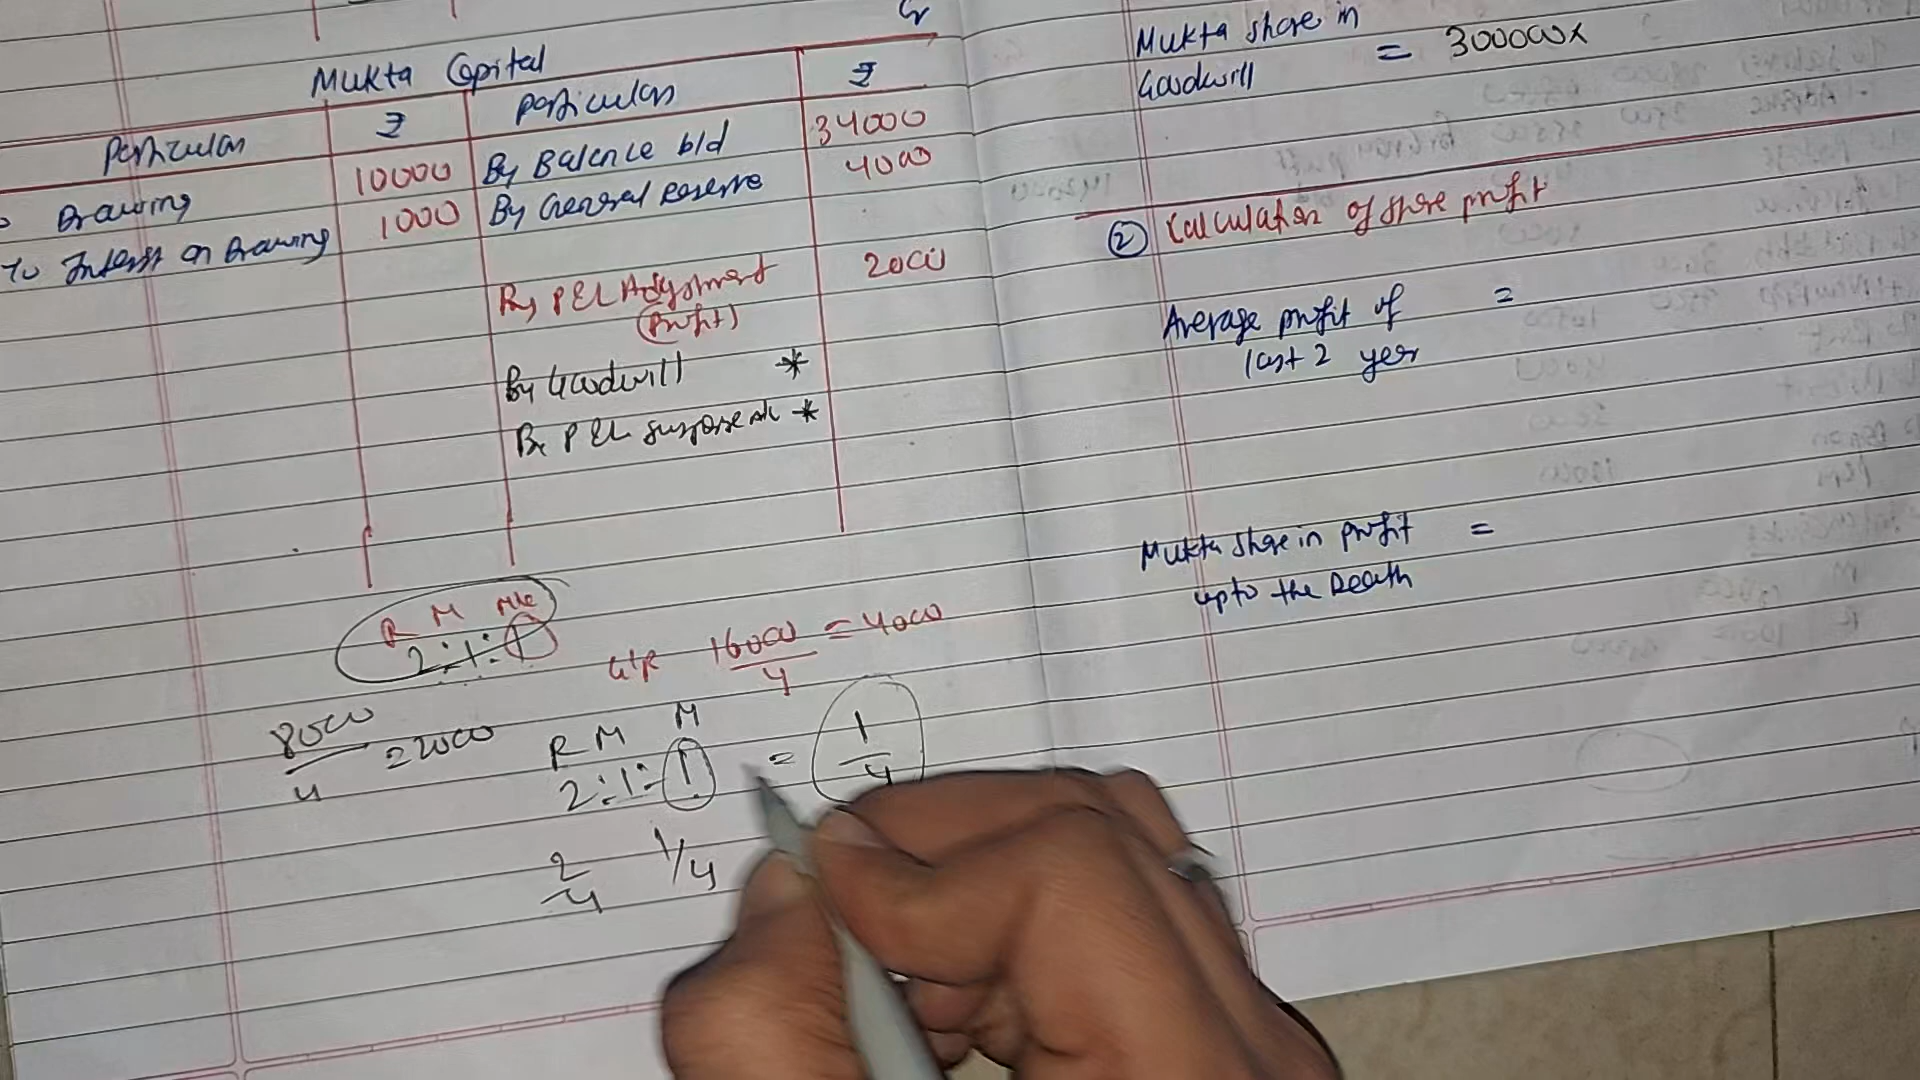 Cr
Mukta Capital
Particulars ₹ Particulars ₹
Drawing 10000 By Balance b/d 34000
To Interest on Drawing 1000 By General Reserve 4000
By P&L Adjustment 2000
(Profit)
By Goodwill *
By P&L suspense a/c *
R M Mu
2:1:1
G/R 16000/4 = 4000
8000/4 = 2000
R M M
2:1:1 = 1/4
2/4 1/4
Mukta share in
Goodwill = 300000x
② Calculation of share profit
Average profit of =
last 2 year
Mukta share in profit =
upto the Death